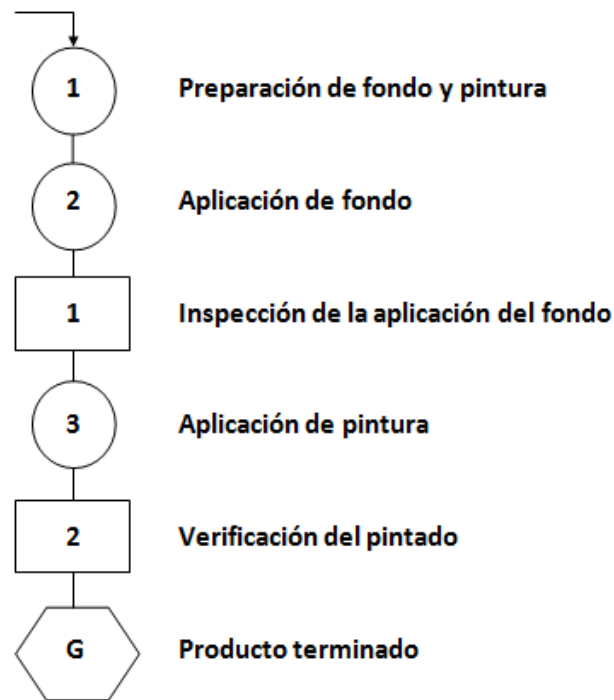 1 Preparación de fondo y pintura
2 Aplicación de fondo
1 Inspección de la aplicación del fondo
3 Aplicación de pintura
2 Verificación del pintado
G Producto terminado